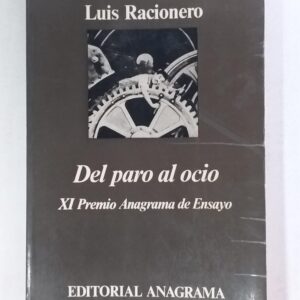 Luis Racionero
Del paro al ocio
XI Premio Anagrama de Ensayo
EDITORIAL ANAGRAMA